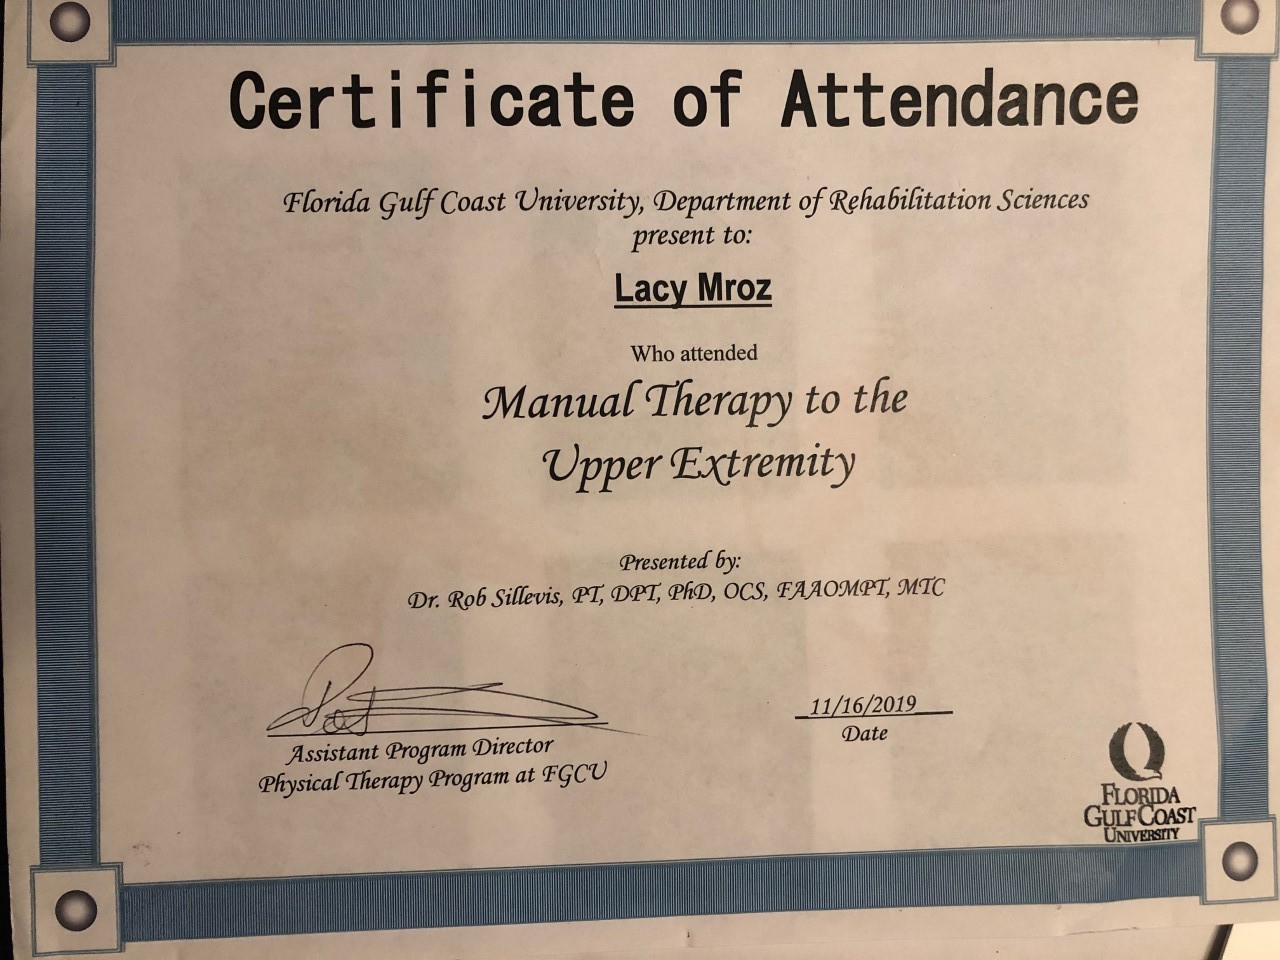 Certificate of Attendance
Florida Gulf Coast University, Department of Rehabilitation Sciences
present to:
Lacy Mroz
Who attended
Manual Therapy to the
Upper Extremity
Presented by:
Dr. Rob Sillevis, PT, DPT, PhD, OCS, FAAOMPT, MTC
11/16/2019
Date
Assistant Program Director
Physical Therapy Program at FGCU
FLORIDA
GULF COAST
UNIVERSITY